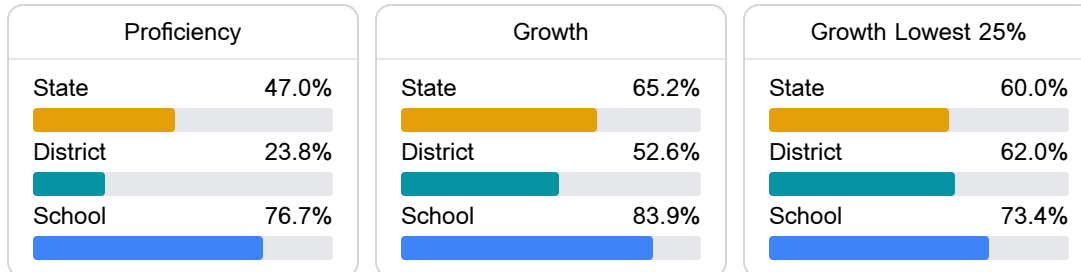 Proficiency
State 47.0%
District 23.8%
School 76.7%
Growth
State 65.2%
District 52.6%
School 83.9%
Growth Lowest 25%
State 60.0%
District 62.0%
School 73.4%